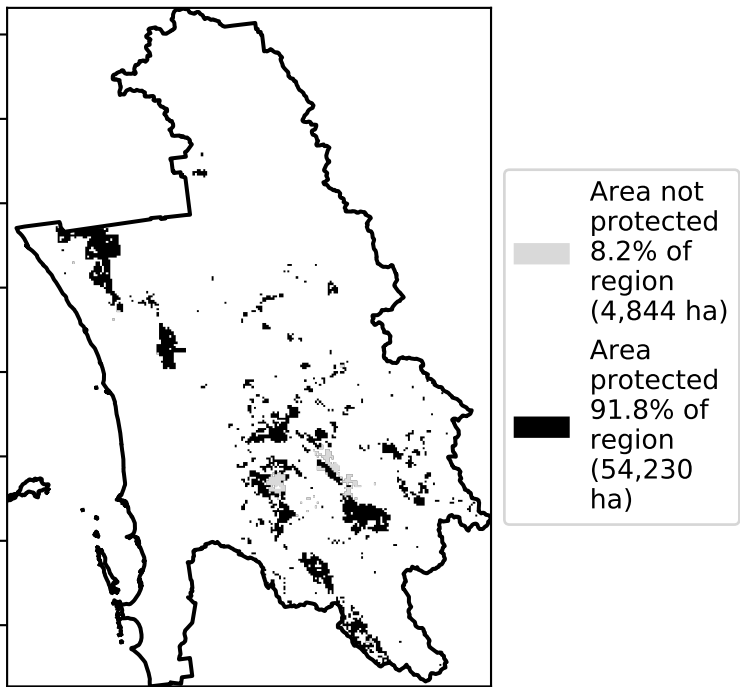 Area not
protected
8.2% of
region
(4,844 ha)
Area
protected
91.8% of
region
(54,230
ha)